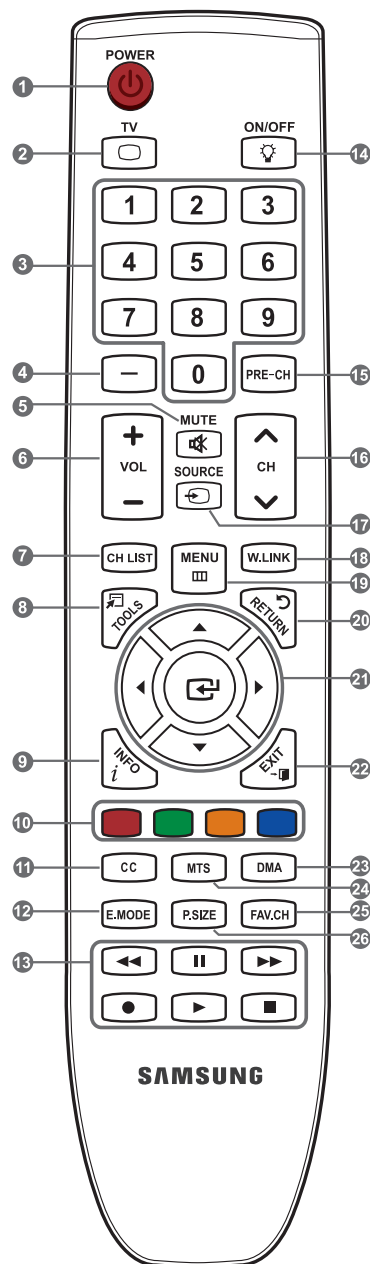 POWER
1
TV
ON/OFF
2
14
1 2 3
3
4 5 6
7 8 9
4
–
0
PRE-CH
15
5
MUTE
6
+
VOL
–
CH
16
SOURCE
17
7
CH LIST
MENU
W.LINK
18
19
8
TOOLS
RETURN
20
21
9
INFO
i
EXIT
22
10
11
CC
MTS
DMA
23
24
12
E.MODE
P.SIZE
FAV.CH
25
26
13
SAMSUNG